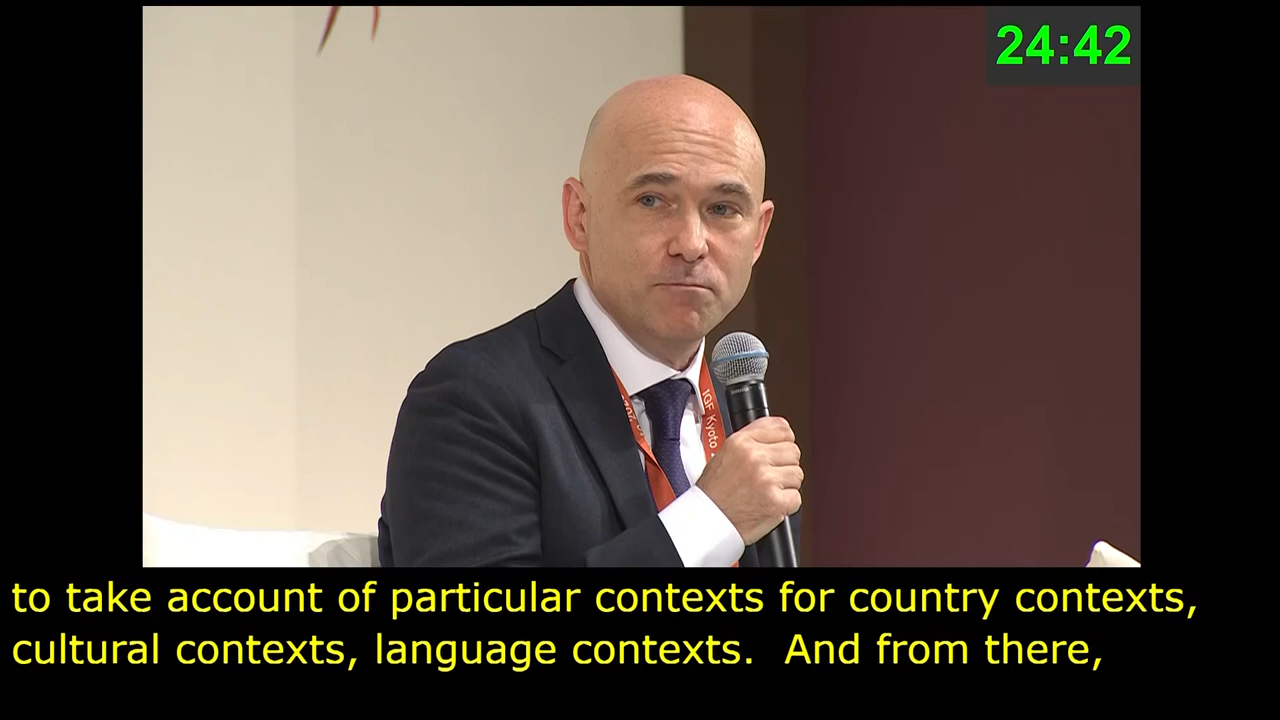 24:42
IGF Kyoto
to take account of particular contexts for country contexts,
cultural contexts, language contexts.  And from there,